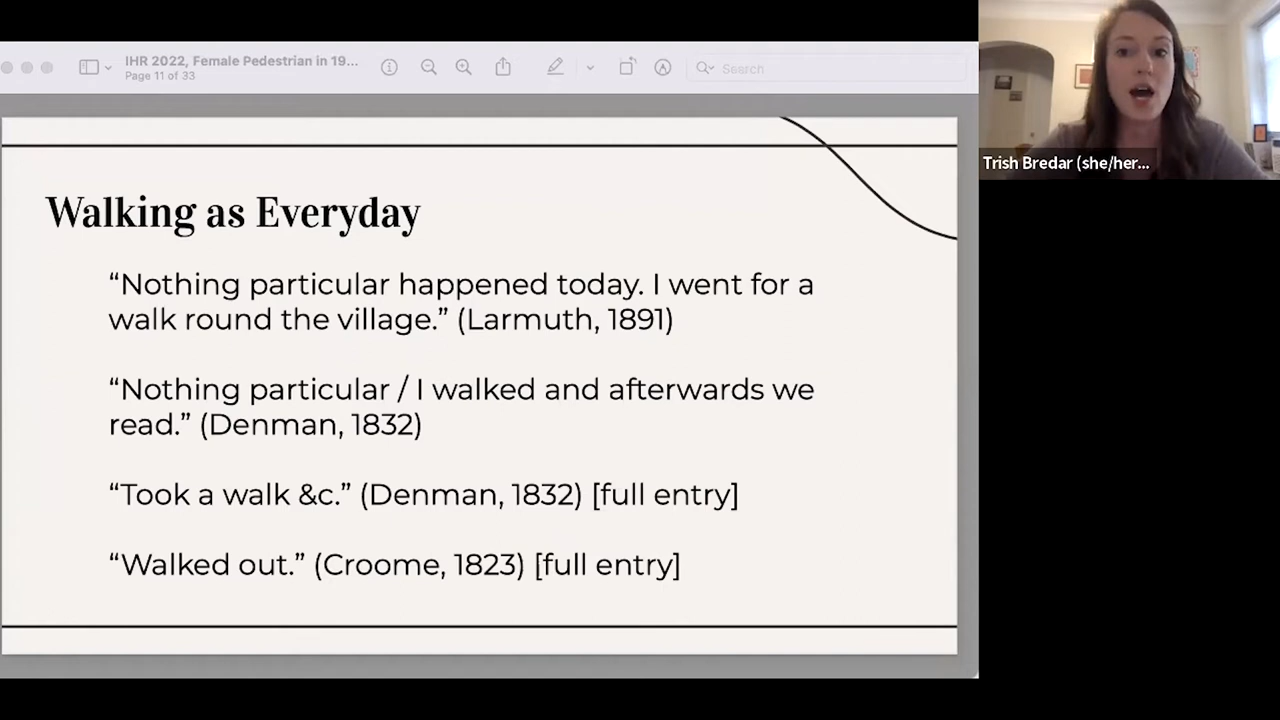 IHR 2022, Female Pedestrian in 19...
Page 11 of 33
Search
Trish Bredar (she/her...
Walking as Everyday
“Nothing particular happened today. I went for a
walk round the village.” (Larmuth, 1891)
“Nothing particular / I walked and afterwards we
read.” (Denman, 1832)
“Took a walk &c.” (Denman, 1832) [full entry]
“Walked out.” (Croome, 1823) [full entry]